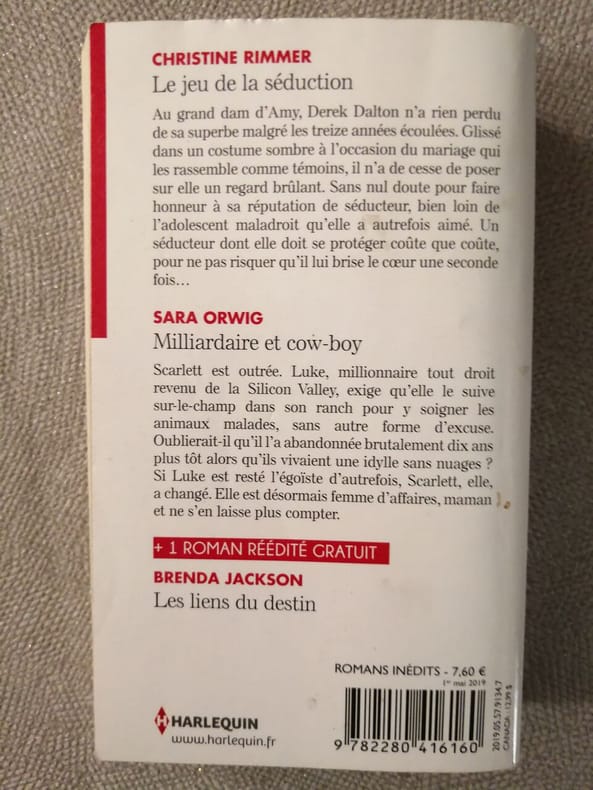 CHRISTINE RIMMER
Le jeu de la séduction
Au grand dam d'Amy, Derek Dalton n'a rien perdu
de sa superbe malgré les treize années écoulées. Glissé
dans un costume sombre à l'occasion du mariage qui
les rassemble comme témoins, il n'a de cesse de poser
sur elle un regard brûlant. Sans nul doute pour faire
honneur à sa réputation de séducteur, bien loin de
l'adolescent maladroit qu'elle a autrefois aimé. Un
séducteur dont elle doit se protéger coûte que coûte,
pour ne pas risquer qu'il lui brise le cœur une seconde
fois…
SARA ORWIG
Milliardaire et cow-boy
Scarlett est outrée. Luke, millionnaire tout droit
revenu de la Silicon Valley, exige qu'elle le suive
sur-le-champ dans son ranch pour y soigner les
animaux malades, sans autre forme d'excuse.
Oublierait-il qu'il l'a abandonnée brutalement dix ans
plus tôt alors qu'ils vivaient une idylle sans nuages ?
Si Luke est resté l'égoïste d'autrefois, Scarlett, elle,
a changé. Elle est désormais femme d'affaires, maman
et ne s'en laisse plus compter.
+ 1 ROMAN RÉÉDITÉ GRATUIT
BRENDA JACKSON
Les liens du destin
ROMANS INÉDITS - 7,60 €
1er mai 2019
HARLEQUIN
www.harlequin.fr
9 782280 416160
2019.05.57.9134.7
CANADA : 12,99 $